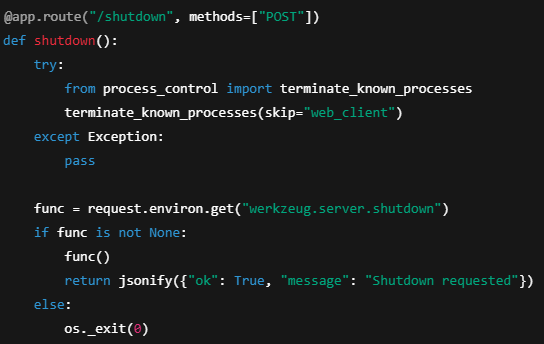 @app.route("/shutdown", methods=["POST"])
def shutdown():
    try:
        from process_control import terminate_known_processes
        terminate_known_processes(skip="web_client")
    except Exception:
        pass

    func = request.environ.get("werkzeug.server.shutdown")
    if func is not None:
        func()
        return jsonify({"ok": True, "message": "Shutdown requested"})
    else:
        os._exit(0)